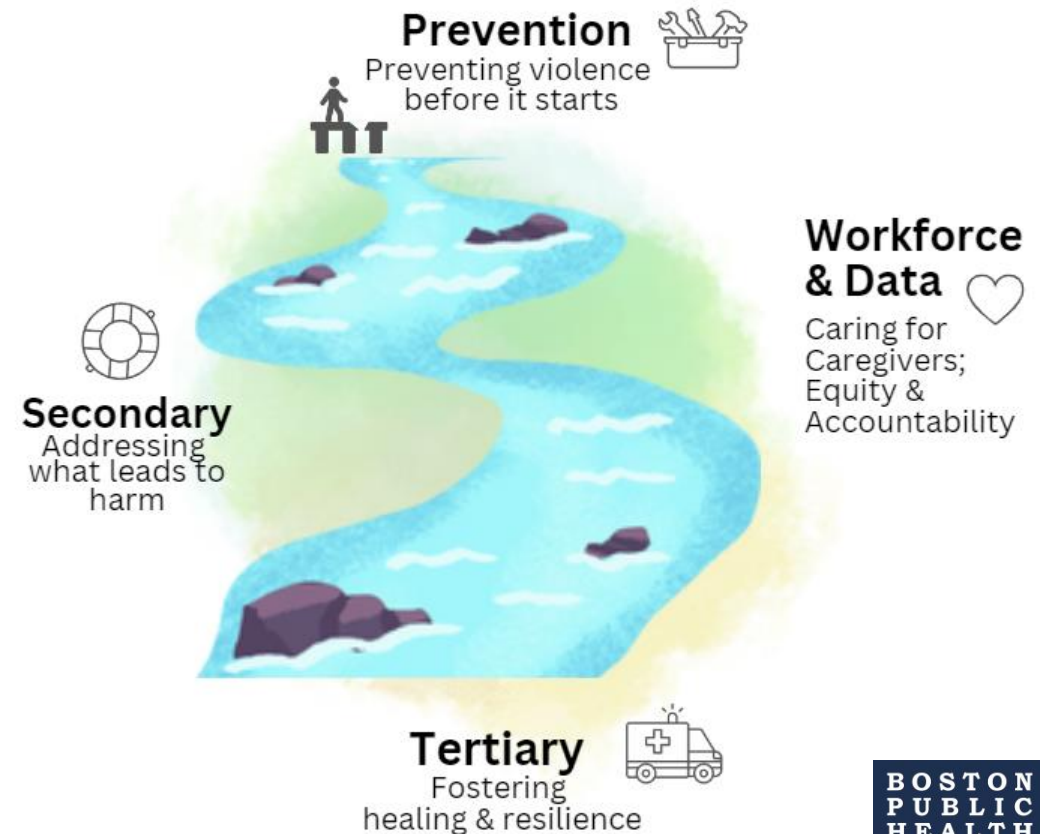 Prevention
Preventing violence
before it starts
Workforce
& Data
Caring for
Caregivers;
Equity &
Accountability
Secondary
Addressing
what leads to
harm
Tertiary
Fostering
healing & resilience
BOSTON
PUBLIC
HEALTH